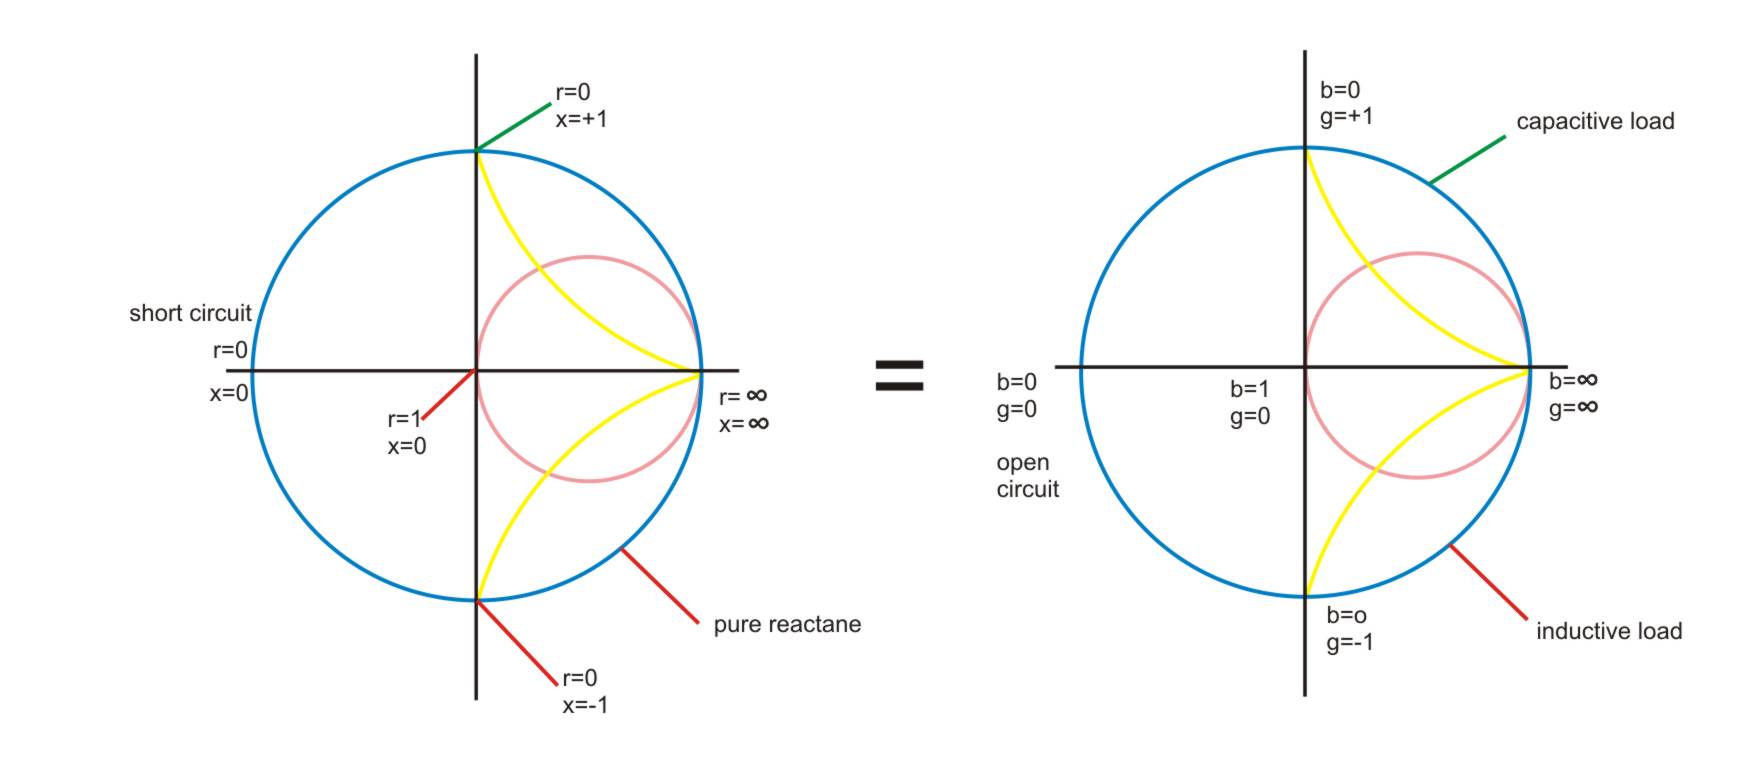 r=0
x=+1
short circuit
r=0
x=0
r=1
x=0
r= ∞
x= ∞
pure reactane
r=0
x=-1
=
b=0
g=+1
capacitive load
b=0
g=0
open
circuit
b=1
g=0
b=∞
g=∞
b=o
g=-1
inductive load